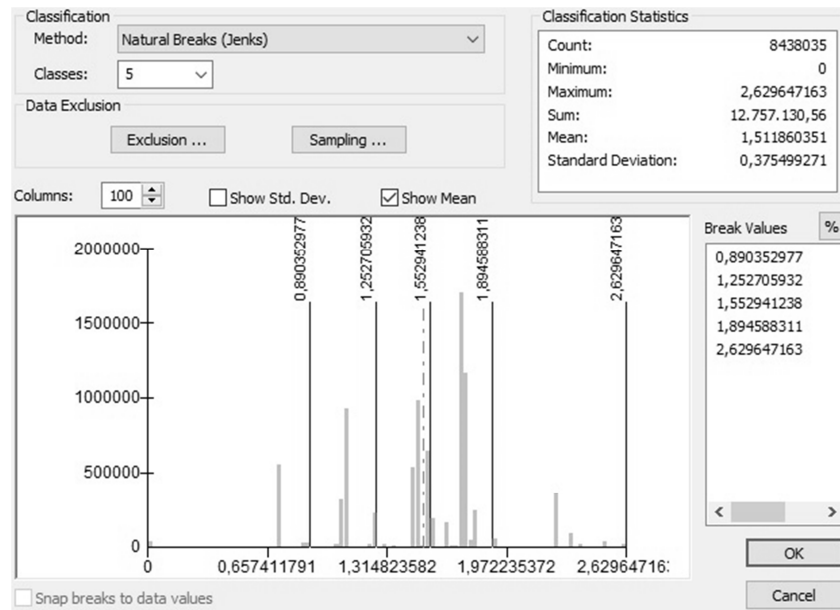 Classification
Method: Natural Breaks (Jenks)
Classes: 5
Data Exclusion
Exclusion ... Sampling ...
Classification Statistics
Count: 8438035
Minimum: 0
Maximum: 2,629647163
Sum: 12.757.130,56
Mean: 1,511860351
Standard Deviation: 0,375499271
Columns: 100 Show Std. Dev. Show Mean
0,890352977
1,252705932
1,552941238
1,894588311
2,629647163
2000000
1500000
1000000
500000
0
0 0,657411791 1,314823582 1,972235372 2,62964716:
Break Values %
0,890352977
1,252705932
1,552941238
1,894588311
2,629647163
OK
Cancel
Snap breaks to data values